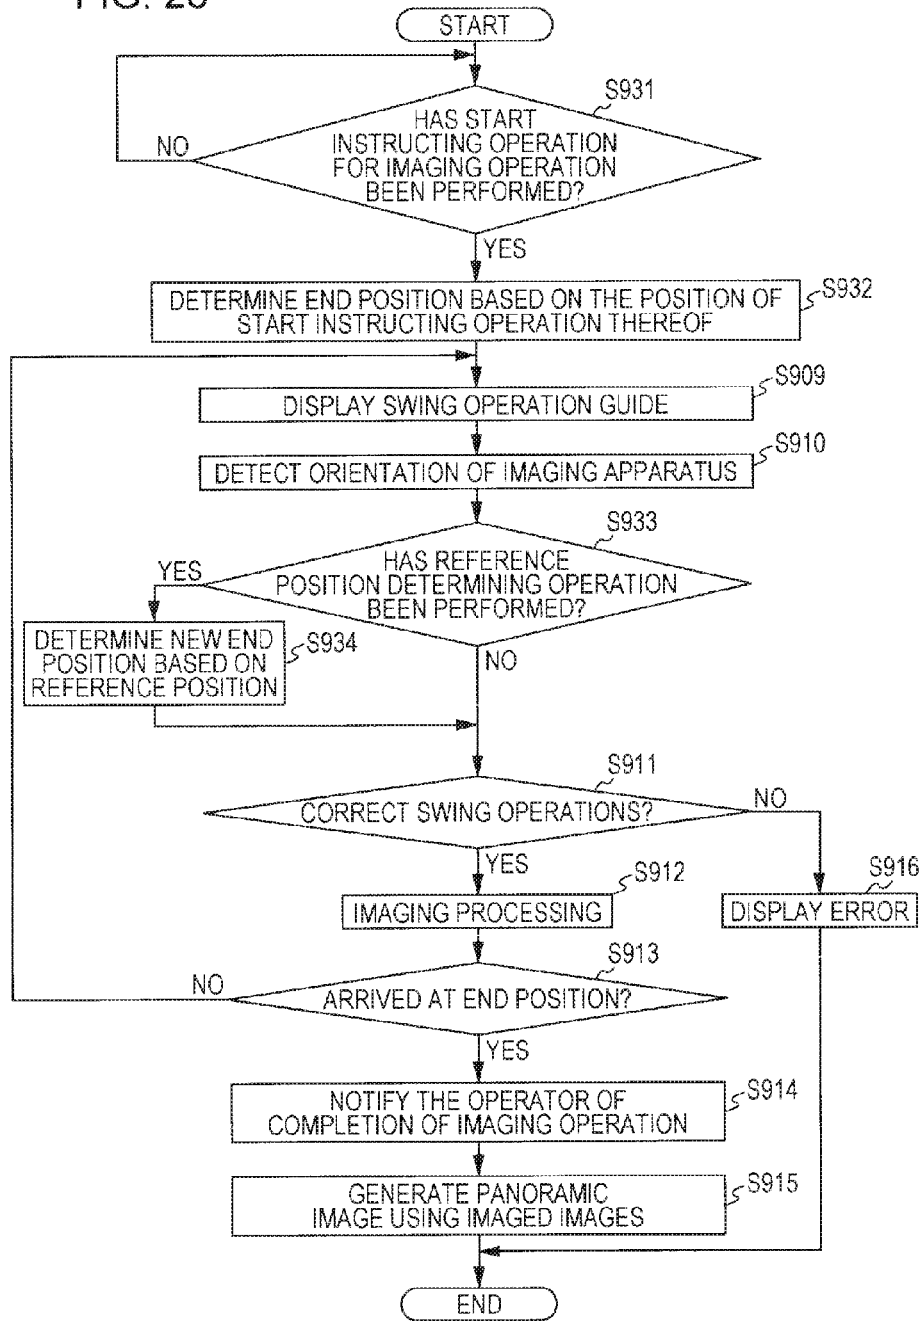 START
S931
HAS START
INSTRUCTING OPERATION
FOR IMAGING OPERATION
BEEN PERFORMED?
NO
YES
S932
DETERMINE END POSITION BASED ON THE POSITION OF
START INSTRUCTING OPERATION THEREOF
S909
DISPLAY SWING OPERATION GUIDE
S910
DETECT ORIENTATION OF IMAGING APPARATUS
S933
HAS REFERENCE
POSITION DETERMINING OPERATION
BEEN PERFORMED?
YES
DETERMINE NEW END
POSITION BASED ON
REFERENCE POSITION
S934
NO
S911
CORRECT SWING OPERATIONS?
NO
YES
S912
IMAGING PROCESSING
S916
DISPLAY ERROR
S913
ARRIVED AT END POSITION?
NO
YES
S914
NOTIFY THE OPERATOR OF
COMPLETION OF IMAGING OPERATION
S915
GENERATE PANORAMIC
IMAGE USING IMAGED IMAGES
END